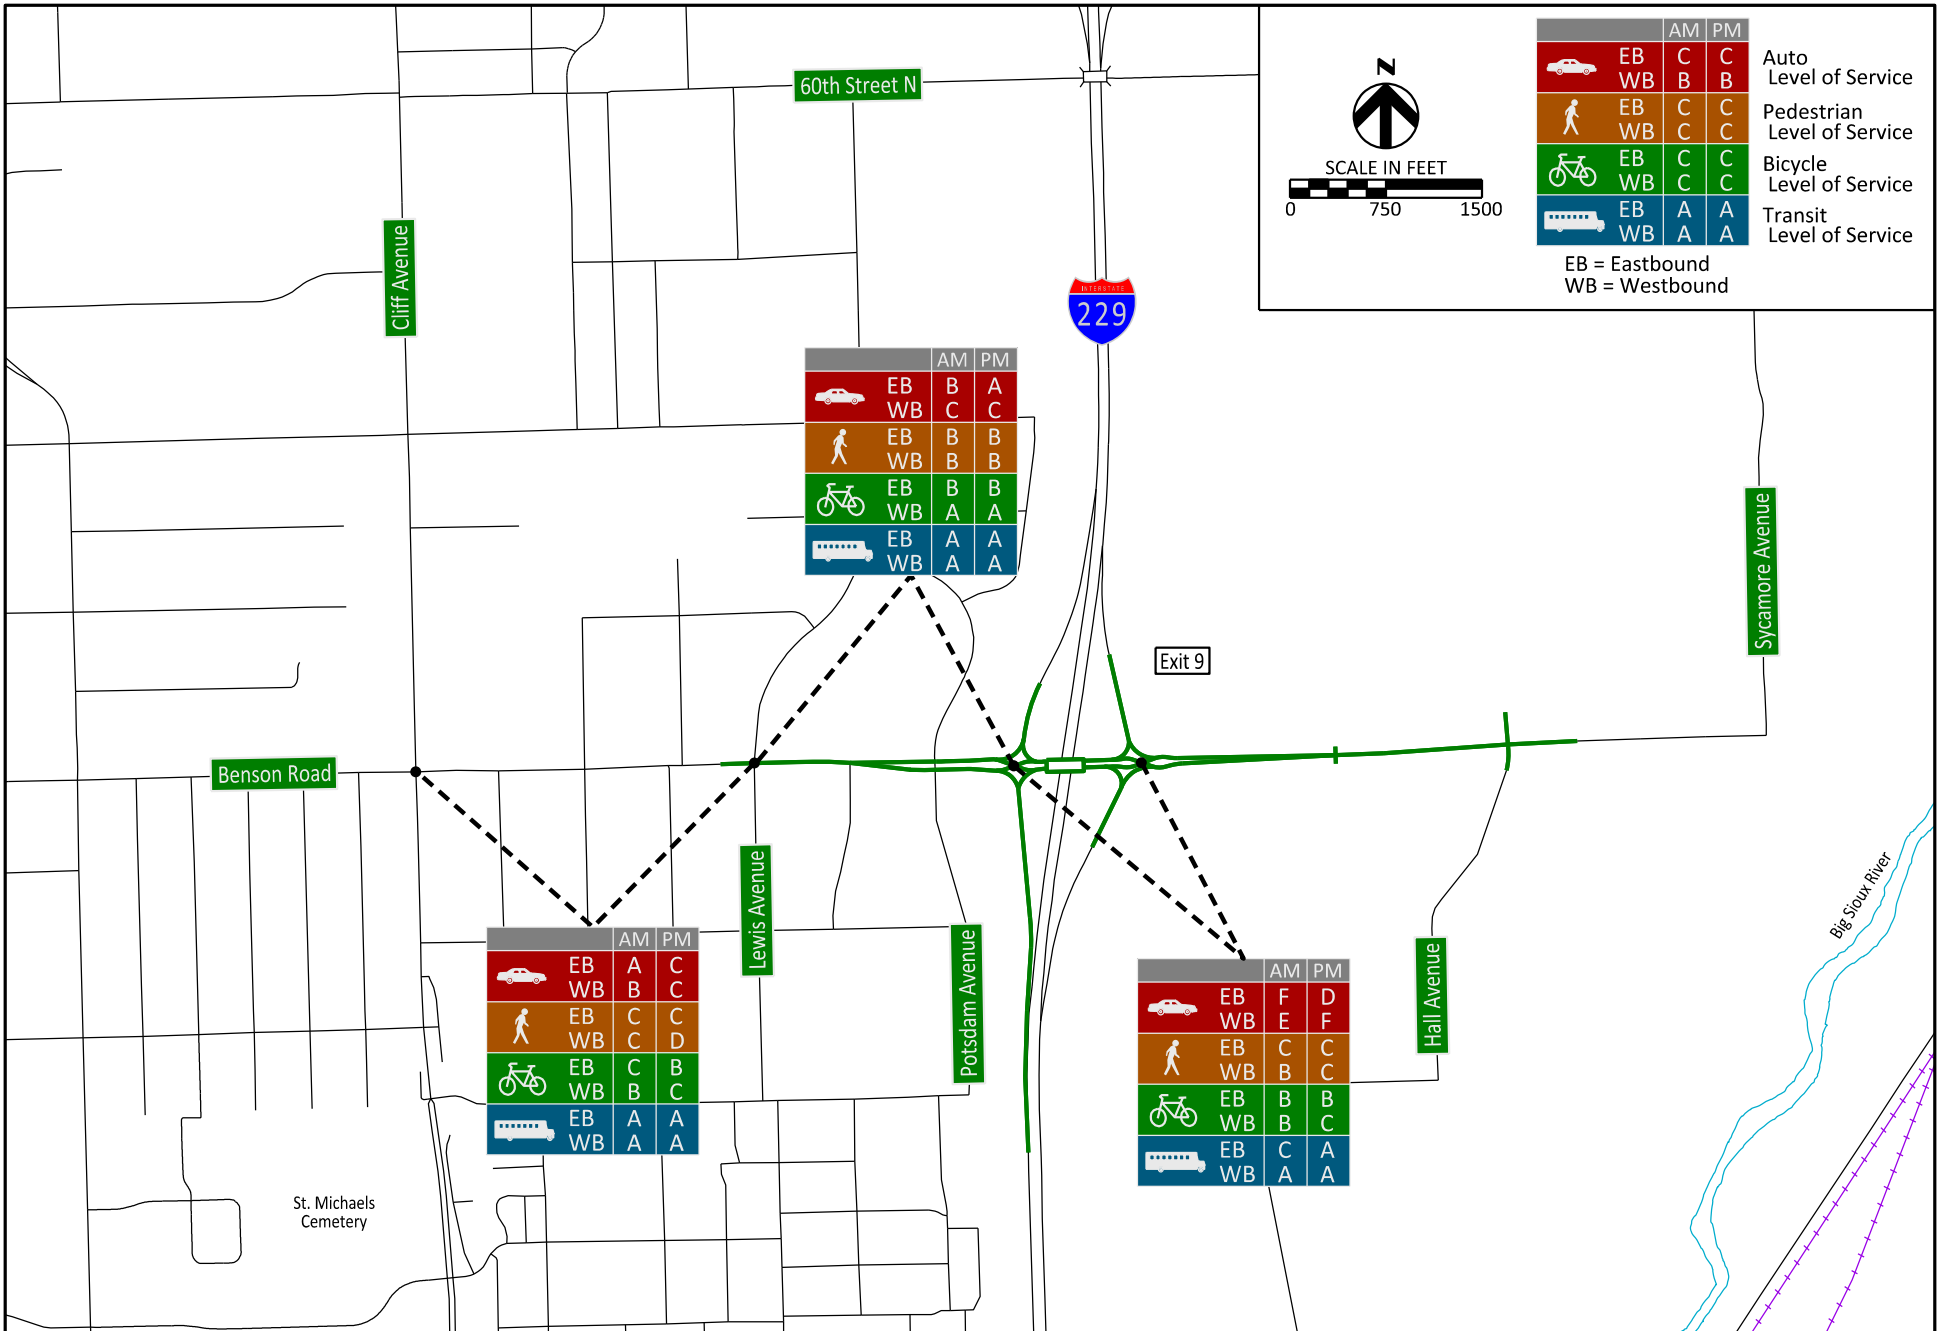 60th Street N
N
SCALE IN FEET
0 750 1500
AM PM
EB C C
WB B B
Auto
Level of Service
EB C C
WB C C
Pedestrian
Level of Service
EB C C
WB C C
Bicycle
Level of Service
EB A A
WB A A
Transit
Level of Service
EB = Eastbound
WB = Westbound
Cliff Avenue
INTERSTATE
229
AM PM
EB B A
WB C C
EB B B
WB B B
EB B B
WB A A
EB A A
WB A A
Sycamore Avenue
Exit 9
Benson Road
Lewis Avenue
Potsdam Avenue
Hall Avenue
Big Sioux River
AM PM
EB A C
WB B C
EB C C
WB C D
EB C B
WB B C
EB A A
WB A A
AM PM
EB F D
WB E F
EB C C
WB B C
EB B B
WB B C
EB C A
WB A A
St. Michaels
Cemetery